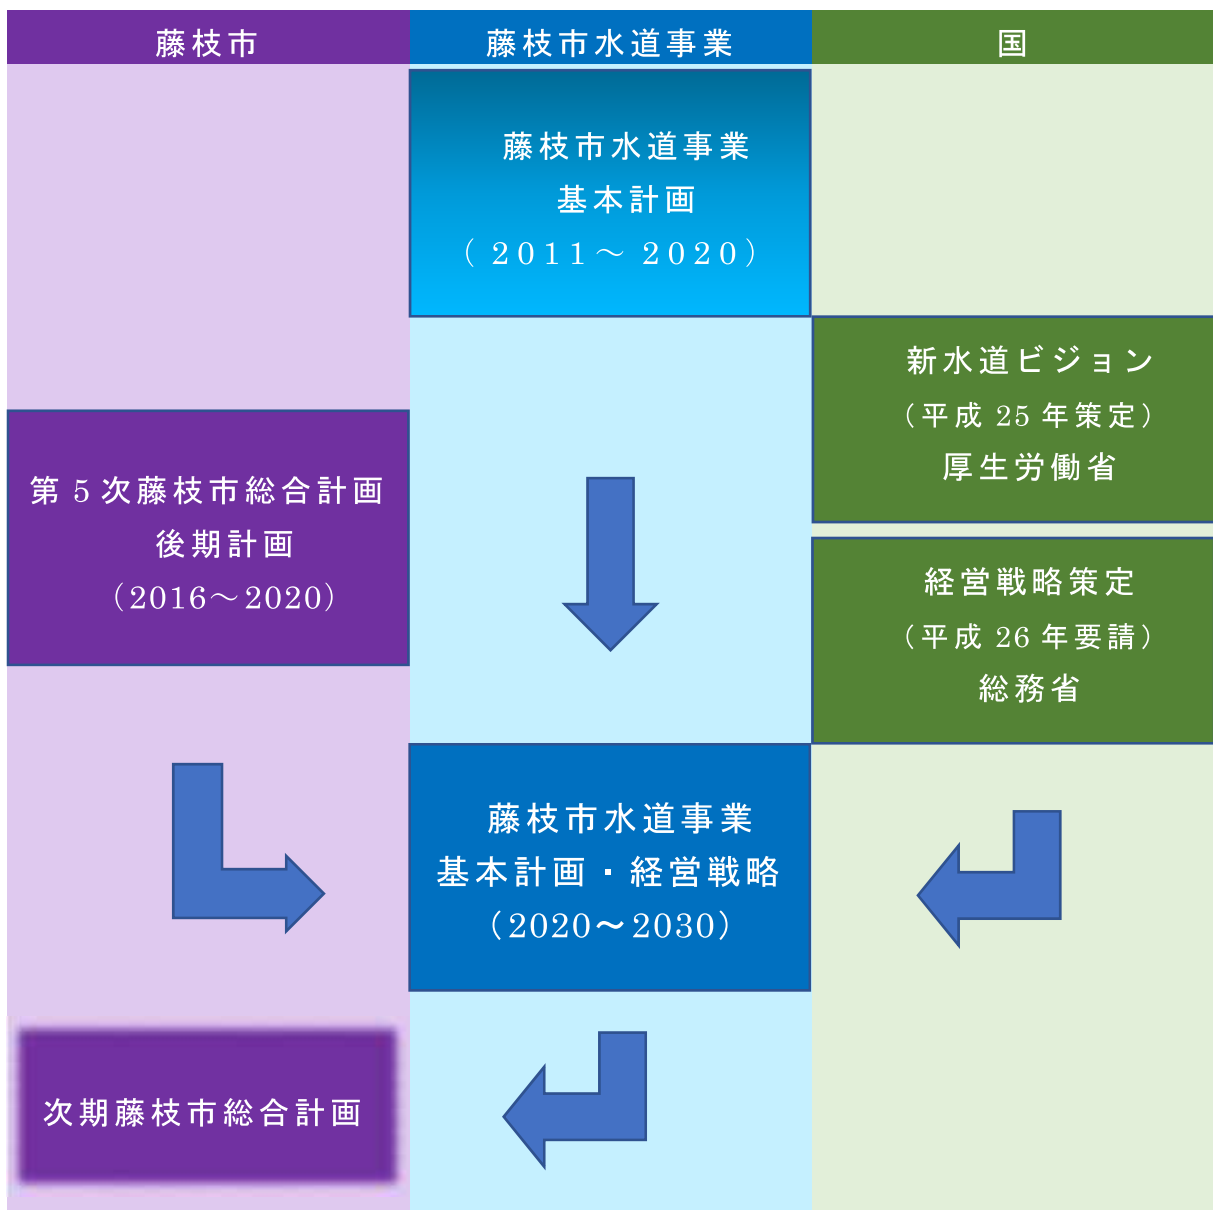 藤枝市
藤枝市水道事業
国
藤枝市水道事業
基本計画
（2011～2020）
新水道ビジョン
（平成25年策定）
厚生労働省
第5次藤枝市総合計画
後期計画
（2016～2020）
経営戦略策定
（平成26年要請）
総務省
藤枝市水道事業
基本計画・経営戦略
（2020～2030）
次期藤枝市総合計画